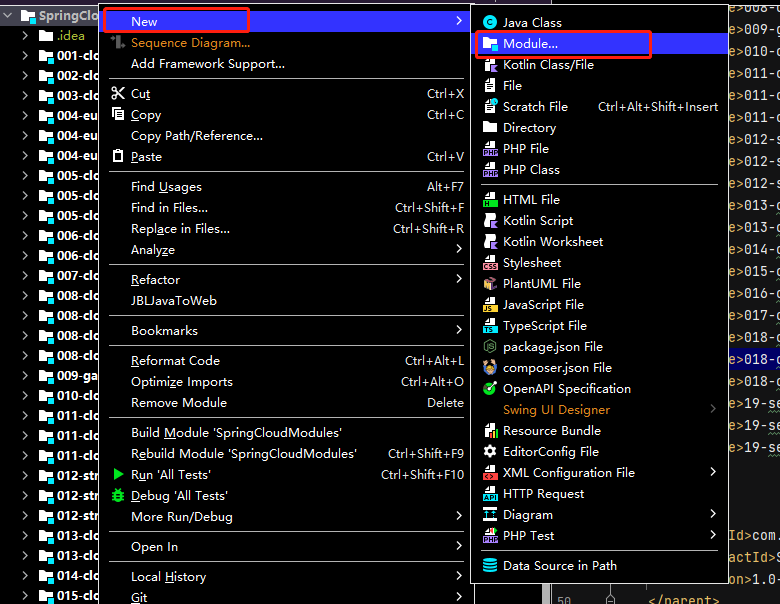 SpringCloud
.idea
001-clo
002-clo
003-clo
004-eu
004-eu
005-clo
005-clo
005-clo
006-clo
006-clo
007-clo
008-clo
008-clo
008-clo
008-clo
009-ga
010-clo
011-clo
011-clo
011-clo
012-str
012-str
012-str
013-clo
013-clo
014-clo
015-clo
New
Sequence Diagram...
Add Framework Support...
Cut Ctrl+X
Copy Ctrl+C
Copy Path/Reference...
Paste Ctrl+V
Find Usages Alt+F7
Find in Files... Ctrl+Shift+F
Replace in Files... Ctrl+Shift+R
Analyze
Refactor
JBLJavaToWeb
Bookmarks
Reformat Code Ctrl+Alt+L
Optimize Imports Ctrl+Alt+O
Remove Module Delete
Build Module 'SpringCloudModules'
Rebuild Module 'SpringCloudModules' Ctrl+Shift+F9
Run 'All Tests' Ctrl+Shift+F10
Debug 'All Tests'
More Run/Debug
Open In
Local History
Git
Java Class
Module...
Kotlin Class/File
File
Scratch File Ctrl+Alt+Shift+Insert
Directory
PHP File
PHP Class
HTML File
Kotlin Script
Kotlin Worksheet
Stylesheet
PlantUML File
JavaScript File
TypeScript File
package.json File
composer.json File
OpenAPI Specification
Swing UI Designer
Resource Bundle
EditorConfig File
XML Configuration File
HTTP Request
Diagram
PHP Test
Data Source in Path
e>009-g
e>010-c
e>011-c
e>011-c
e>011-c
e>012-s
e>012-s
e>012-s
e>013-c
e>013-c
e>014-c
e>015-c
e>016-c
e>017-c
e>018-c
e>018-c
e>018-c
e>19-se
e>19-se
e>19-se
Id>com.
actId>S
on>1.0-
50 </parent>